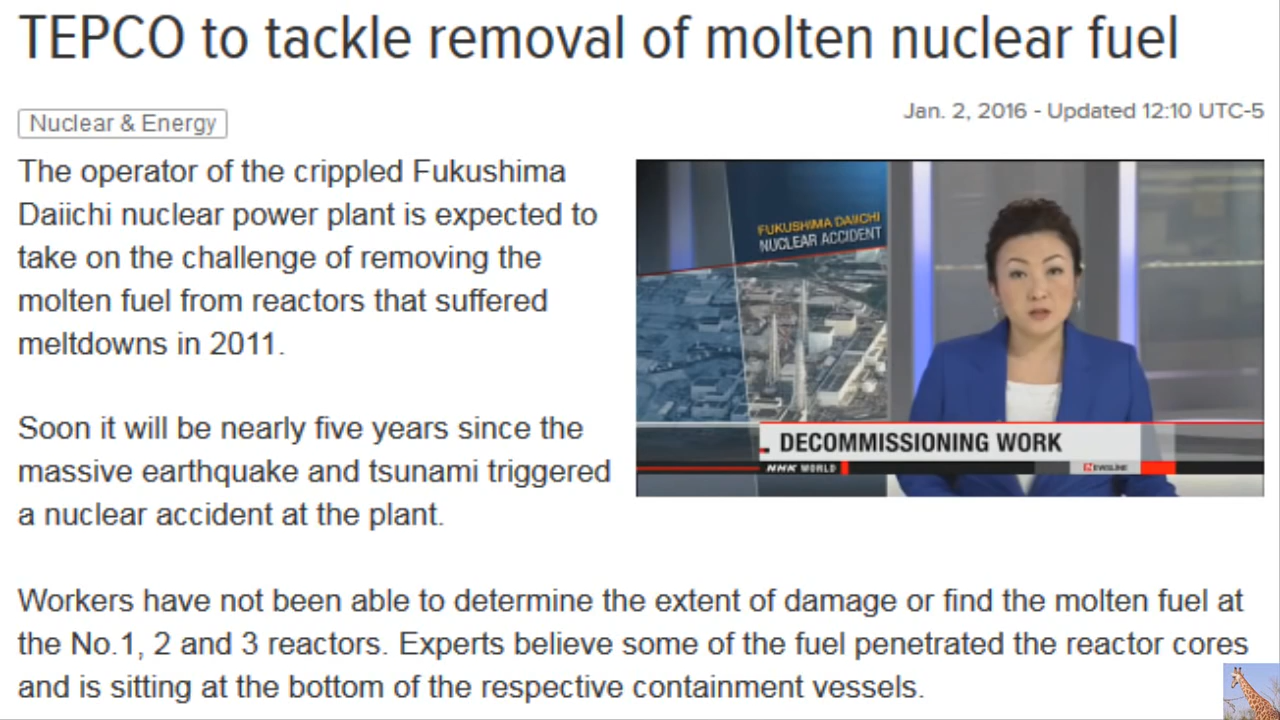 TEPCO to tackle removal of molten nuclear fuel
Nuclear & Energy
Jan. 2, 2016 - Updated 12:10 UTC-5
The operator of the crippled Fukushima
Daiichi nuclear power plant is expected to
take on the challenge of removing the
molten fuel from reactors that suffered
meltdowns in 2011.
Soon it will be nearly five years since the
massive earthquake and tsunami triggered
a nuclear accident at the plant.
FUKUSHIMA DAIICHI
NUCLEAR ACCIDENT
DECOMMISSIONING WORK
NHK WORLD
NEWSLINE
Workers have not been able to determine the extent of damage or find the molten fuel at
the No.1, 2 and 3 reactors. Experts believe some of the fuel penetrated the reactor cores
and is sitting at the bottom of the respective containment vessels.